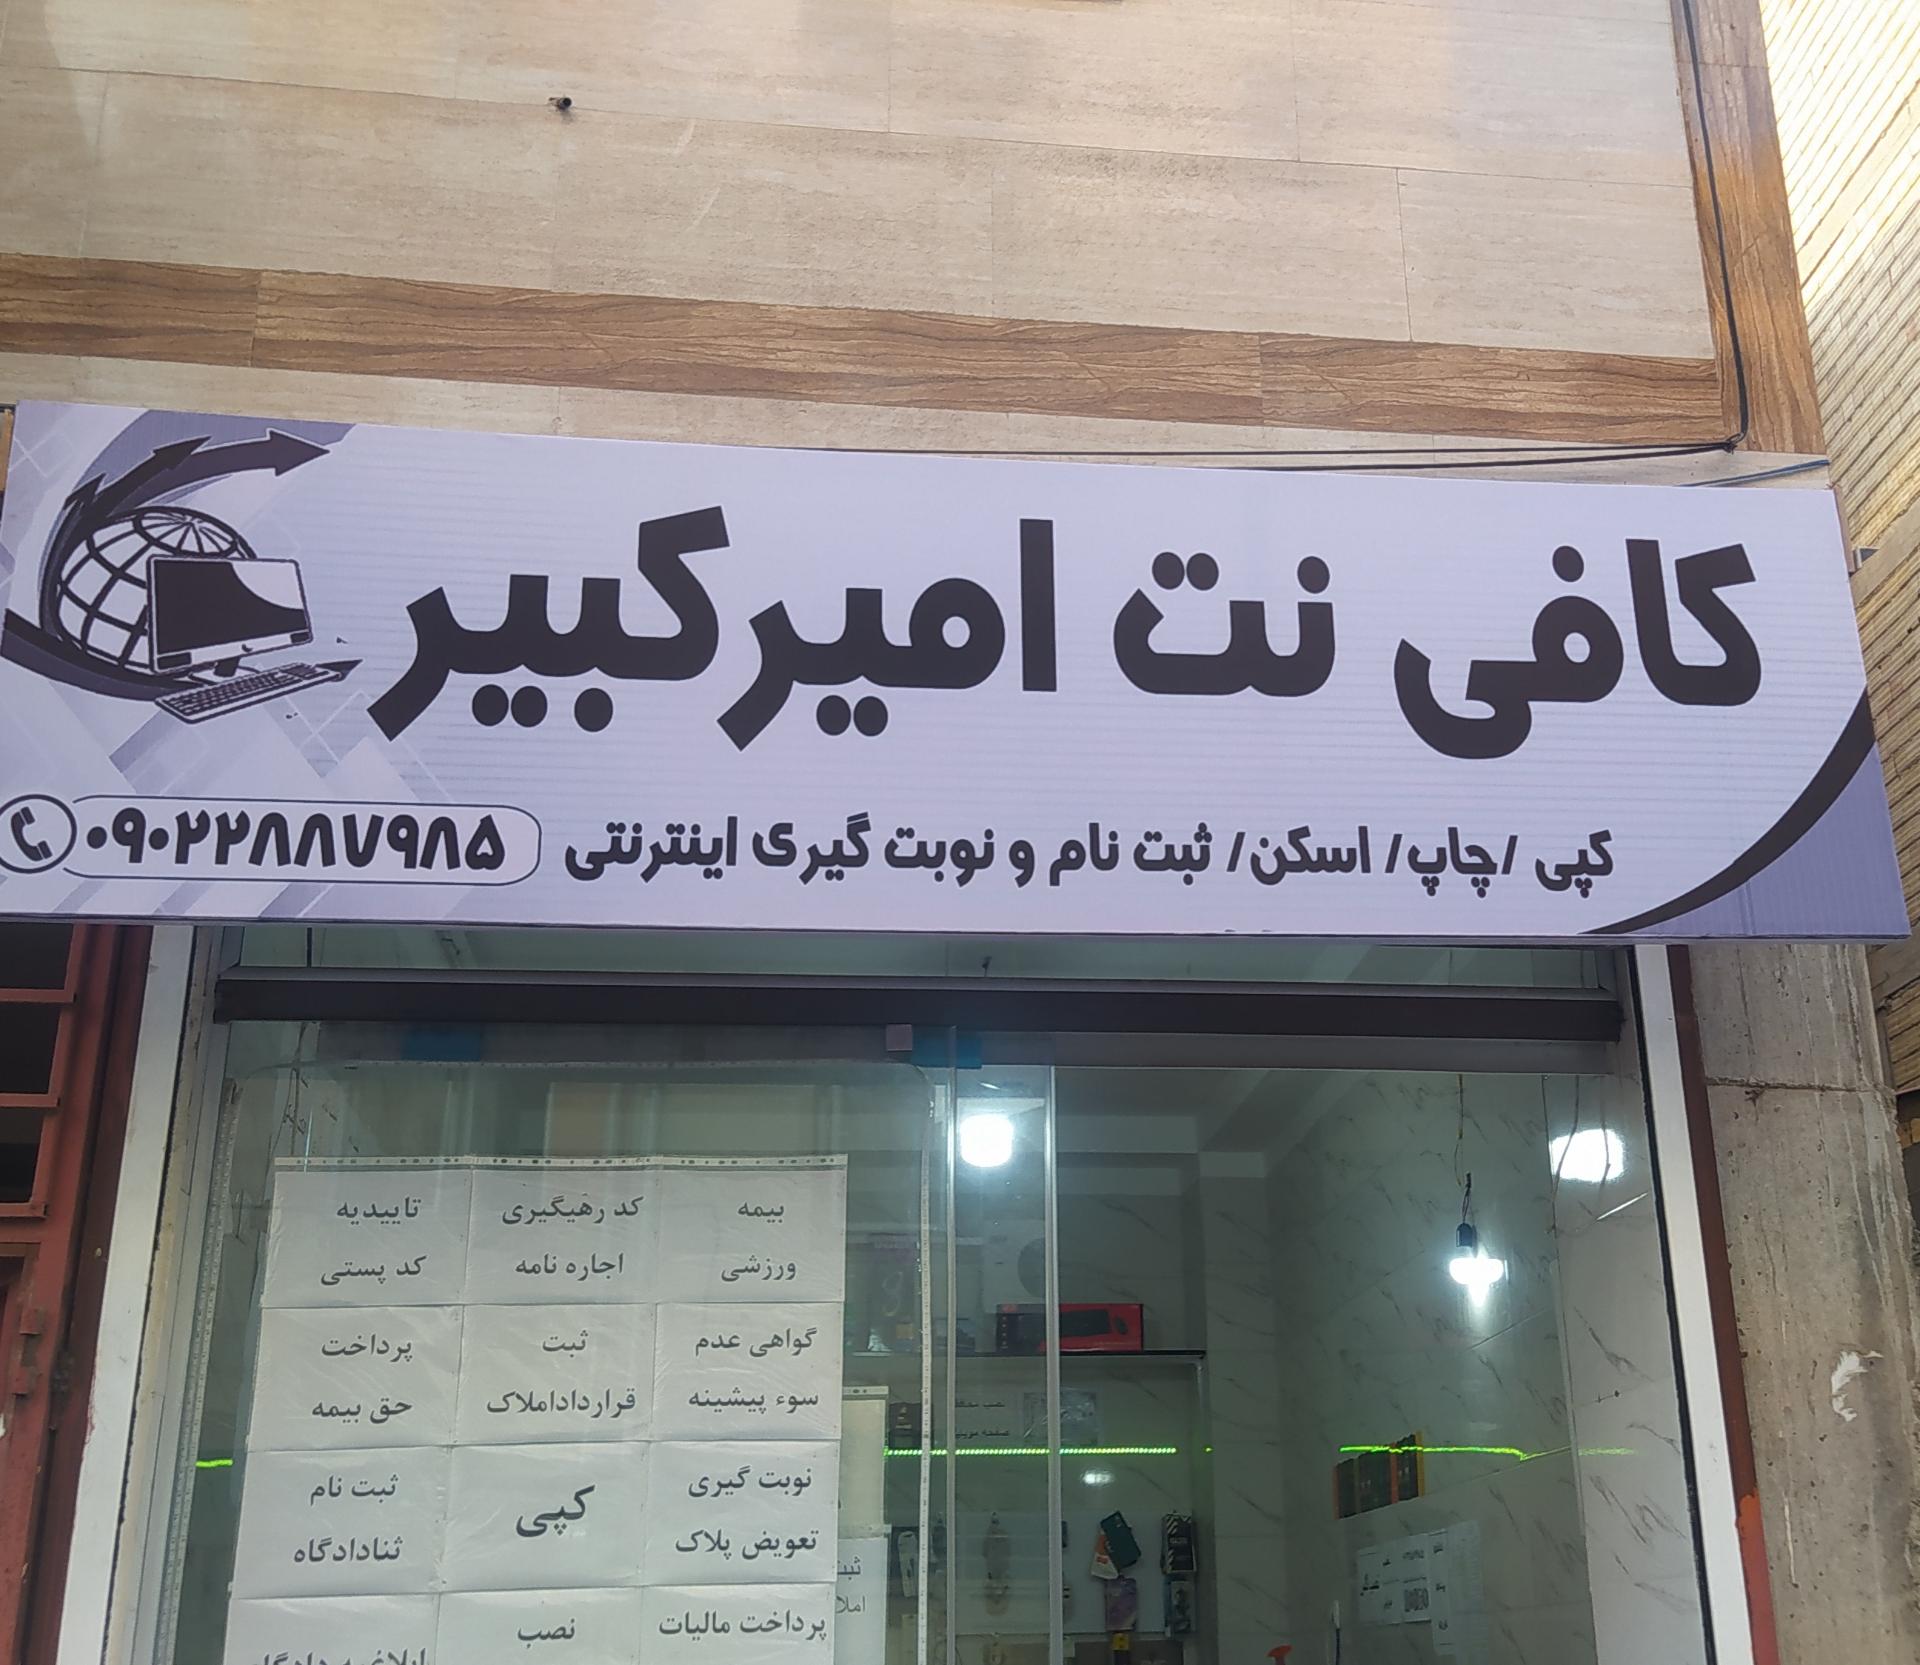 کافی نت امیرکبیر
کپی /چاپ/ اسکن/ ثبت نام و نوبت گیری اینترنتی
۰۹۰۲۲۸۸۷۹۸۵
بیمه
ورزشی
کد رهیگیری
اجاره نامه
تاییدیه
کد پستی
گواهی عدم
سوء پیشینه
ثبت
قرارداداملاک
پرداخت
حق بیمه
نوبت گیری
تعویض پلاک
کپی
ثبت نام
ثنادادگاه
پرداخت مالیات
نصب